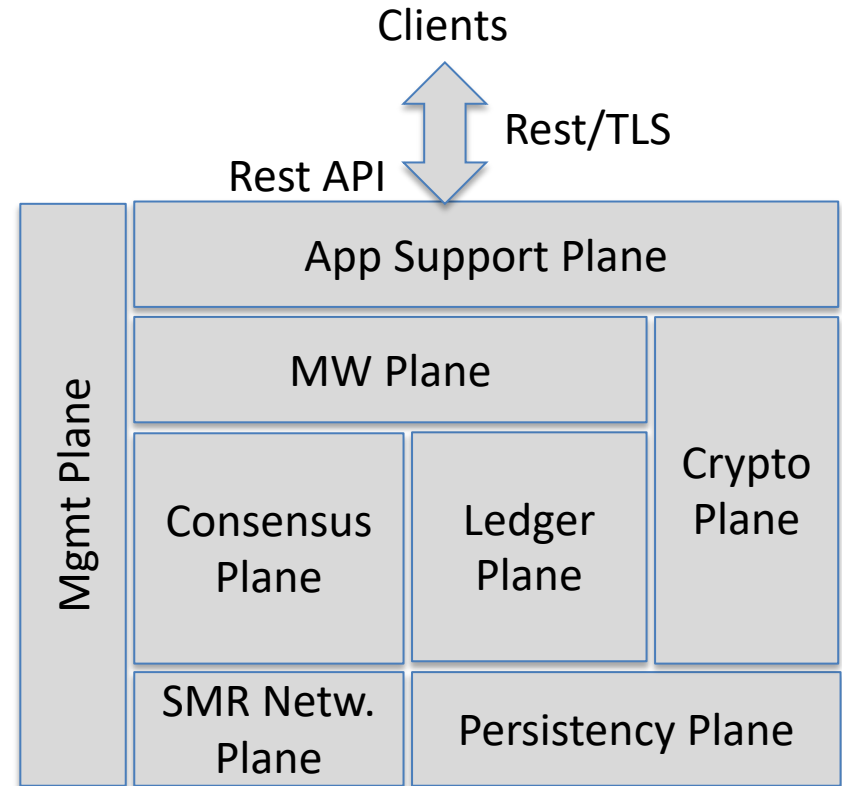 Clients
Rest/TLS
Rest API
App Support Plane
MW Plane
Mgmt Plane
Consensus
Plane
Ledger
Plane
Crypto
Plane
SMR Netw.
Plane
Persistency Plane